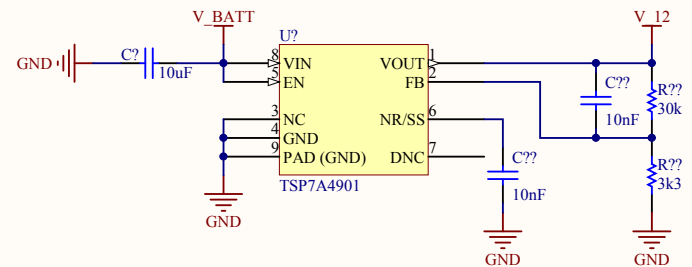 V_BATT
V_12
U?
GND
C?
10uF
8
VIN
5
EN
3
NC
4
GND
9
PAD (GND)
VOUT
1
FB
2
NR/SS
6
DNC
7
TSP7A4901
GND
C??
10nF
GND
C??
10nF
R??
30k
R??
3k3
GND